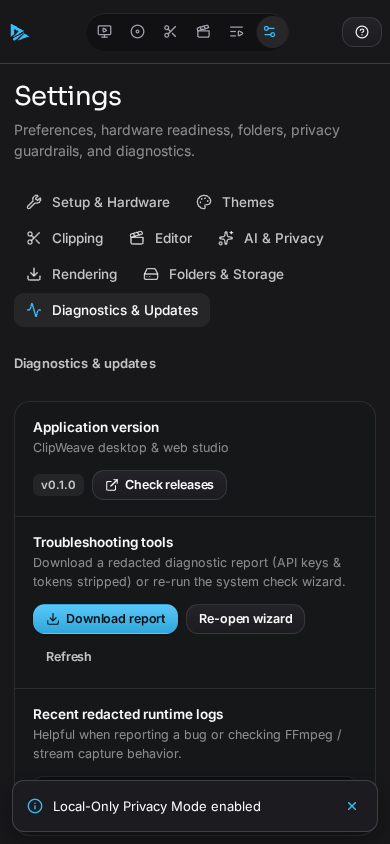 Settings
Preferences, hardware readiness, folders, privacy
guardrails, and diagnostics.
Setup & Hardware
Themes
Clipping
Editor
AI & Privacy
Rendering
Folders & Storage
Diagnostics & Updates
Diagnostics & updates
Application version
ClipWeave desktop & web studio
v0.1.0
Check releases
Troubleshooting tools
Download a redacted diagnostic report (API keys &
tokens stripped) or re-run the system check wizard.
Download report
Re-open wizard
Refresh
Recent redacted runtime logs
Helpful when reporting a bug or checking FFmpeg /
stream capture behavior.
Local-Only Privacy Mode enabled